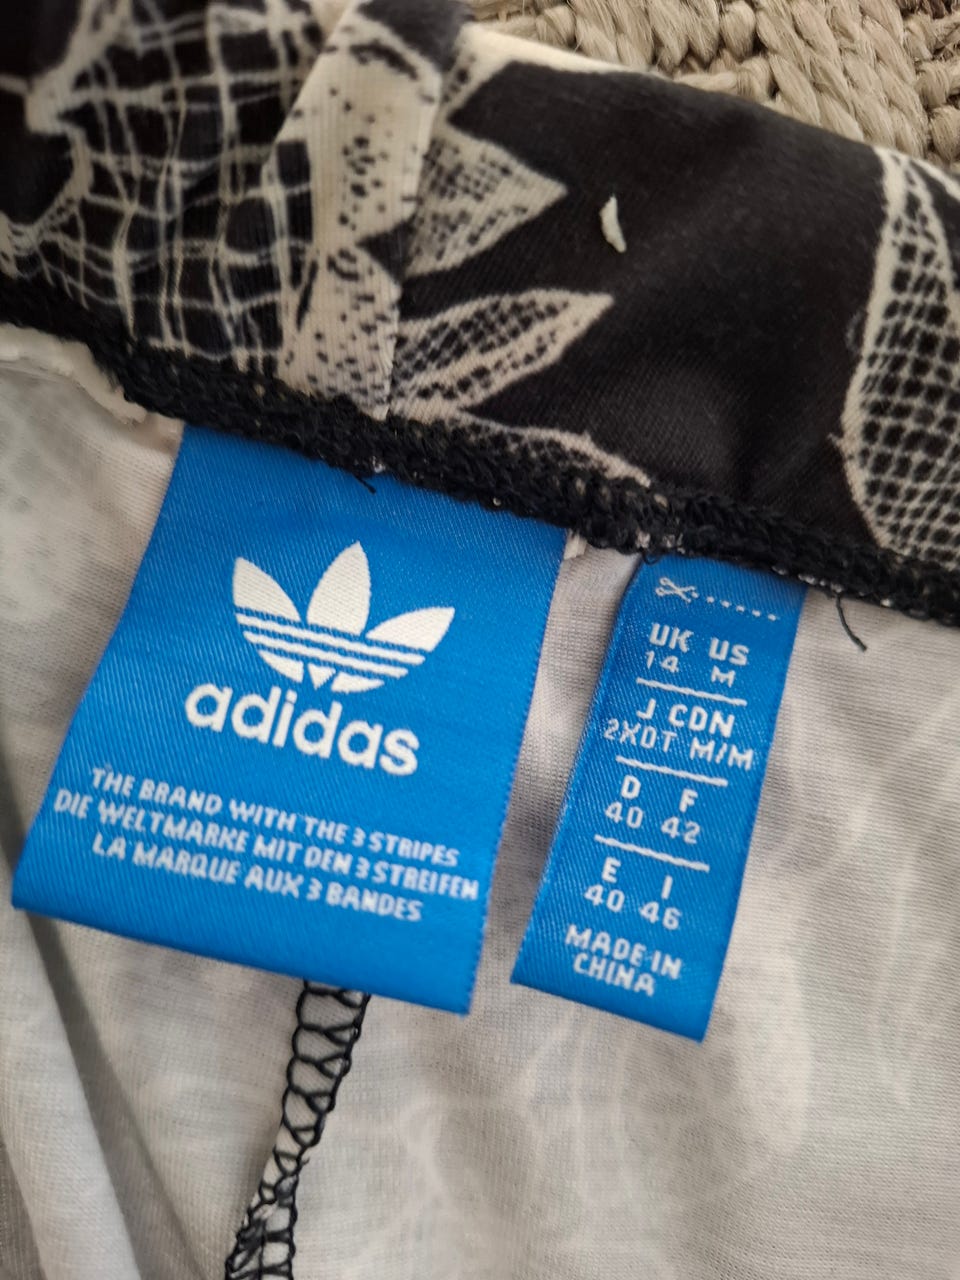 adidas
THE BRAND WITH THE 3 STRIPES
DIE WELTMARKE MIT DEN 3 STREIFEN
LA MARQUE AUX 3 BANDES
UK US
14 M
J CDN
2XOT M/M
D F
40 42
E I
40 46
MADE IN
CHINA